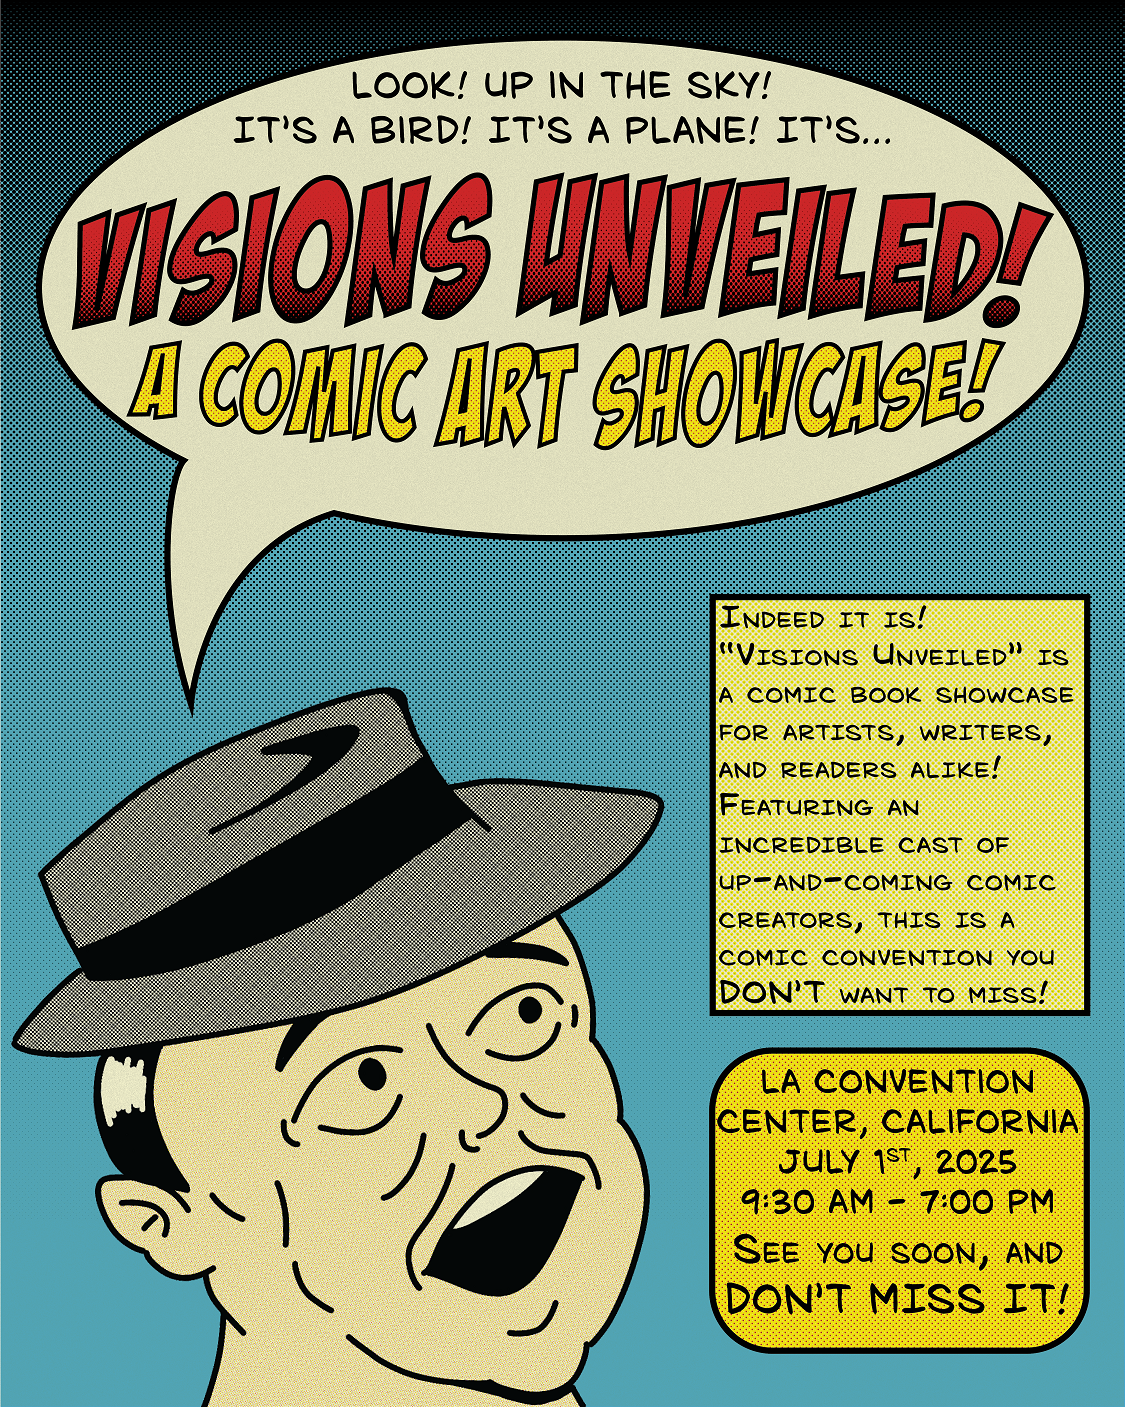 LOOK! UP IN THE SKY!
IT'S A BIRD! IT'S A PLANE! IT'S...
VISIONS UNVEILED!
A COMIC ART SHOWCASE!
INDEED IT IS!
"VISIONS UNVEILED" IS
A COMIC BOOK SHOWCASE
FOR ARTISTS, WRITERS,
AND READERS ALIKE!
FEATURING AN
INCREDIBLE CAST OF
UP-AND-COMING COMIC
CREATORS, THIS IS A
COMIC CONVENTION YOU
DON'T WANT TO MISS!
LA CONVENTION
CENTER, CALIFORNIA
JULY 1ST, 2025
9:30 AM - 7:00 PM
SEE YOU SOON, AND
DON'T MISS IT!